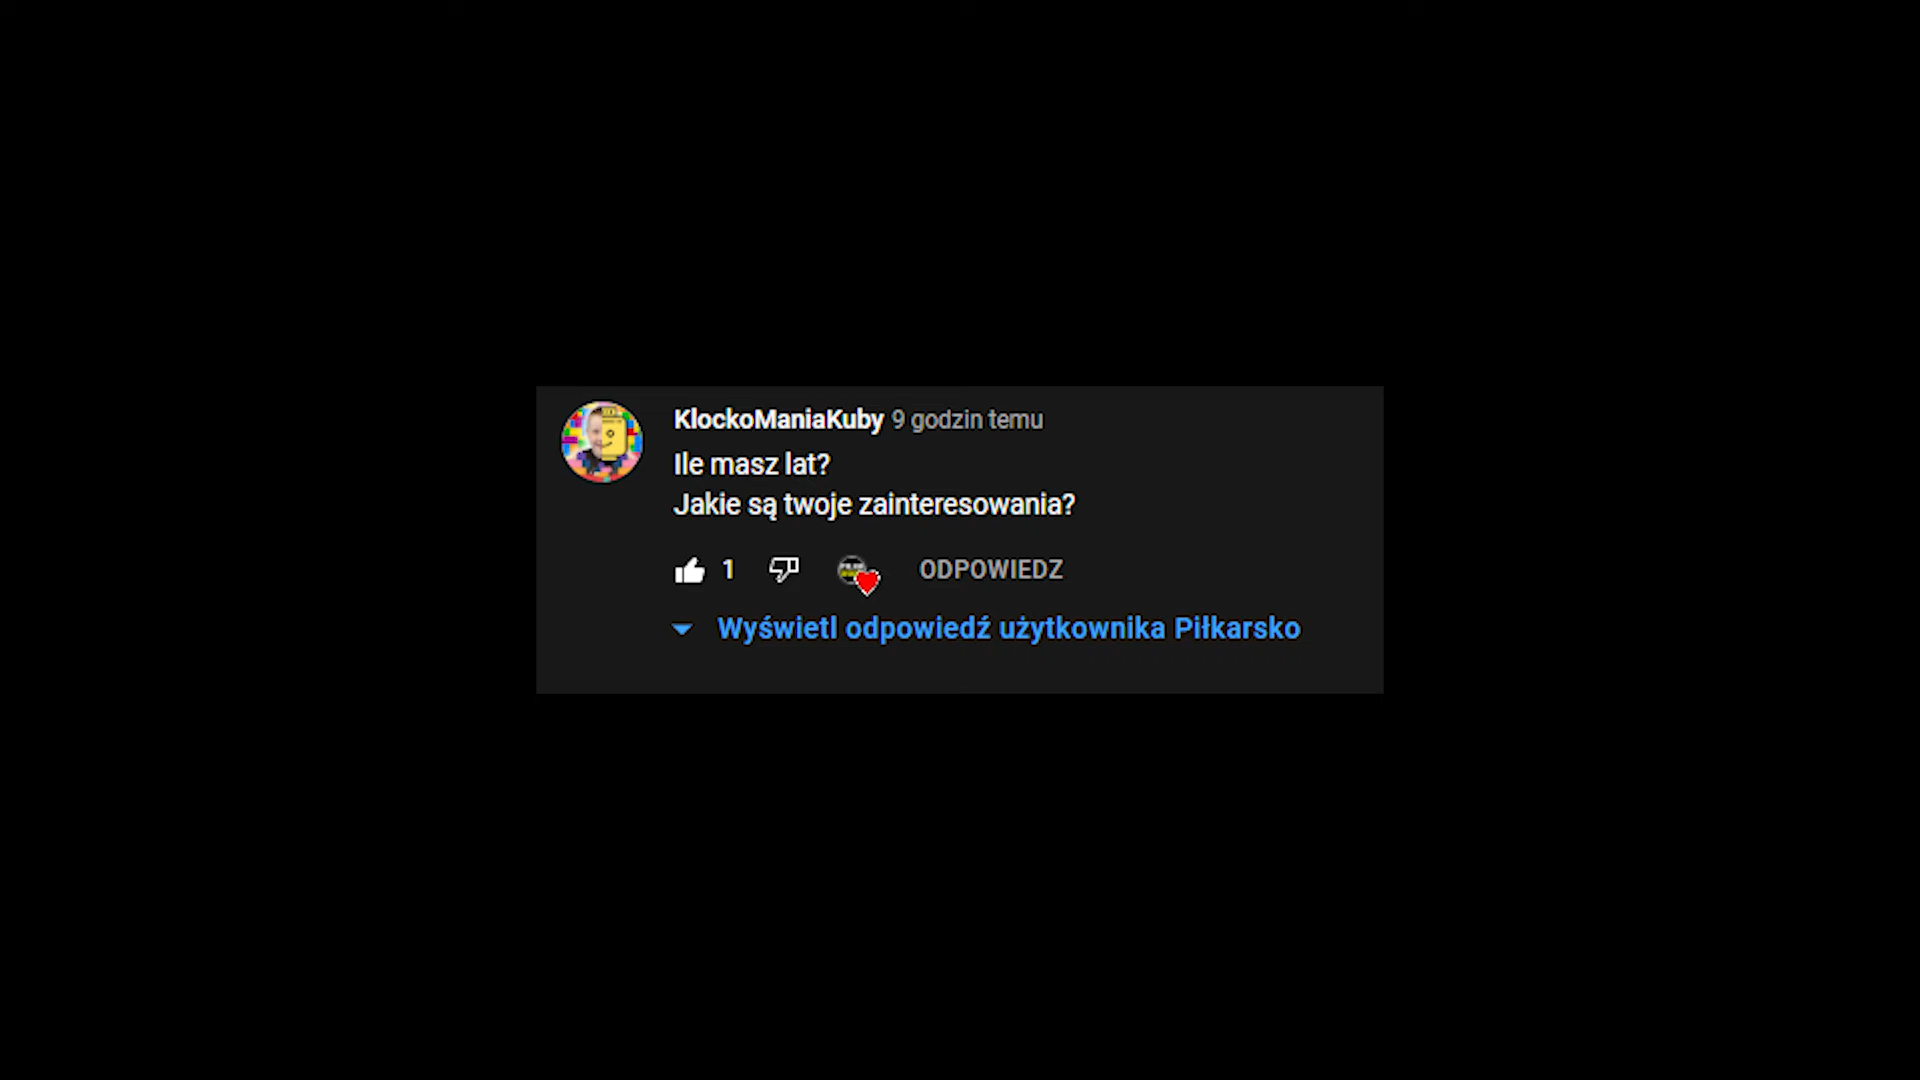 KlockoManiaKuby 9 godzin temu
Ile masz lat?
Jakie są twoje zainteresowania?
1 ODPOWIEDZ
Wyświetl odpowiedź użytkownika Piłkarsko